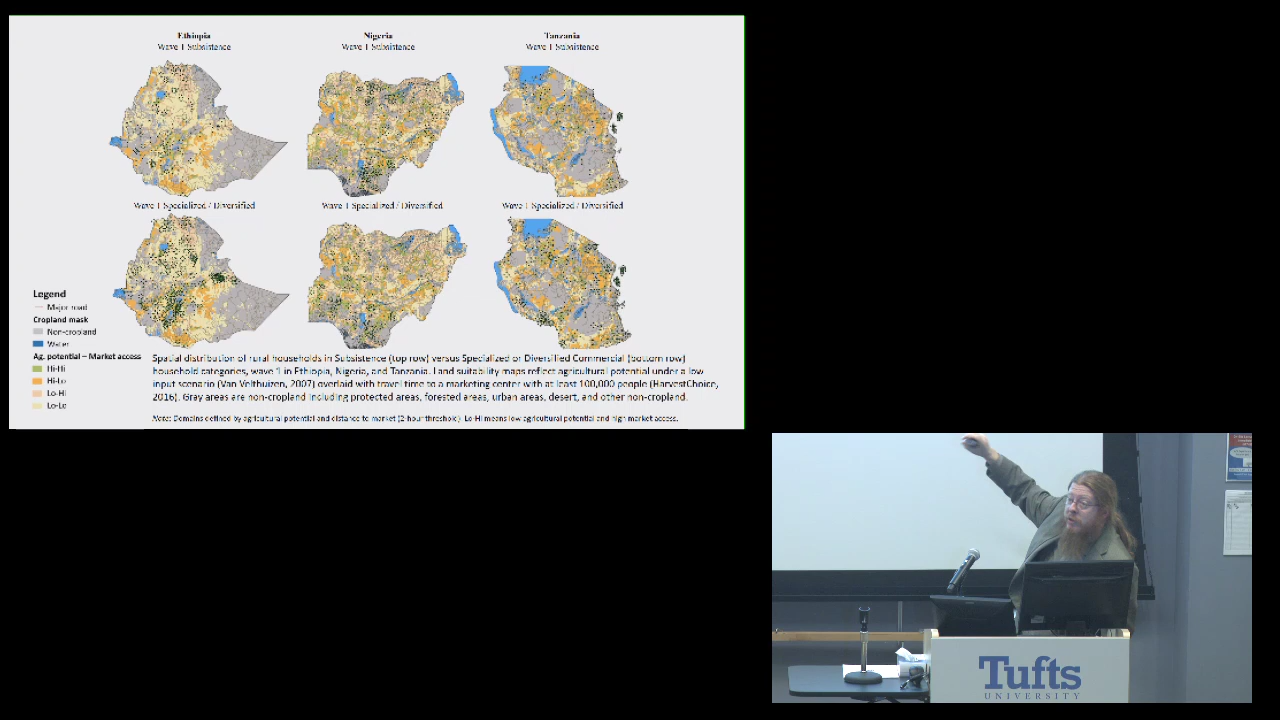 Ethiopia
Wave 1 Subsistence
Nigeria
Wave 1 Subsistence
Tanzania
Wave 1 Subsistence
Wave 1 Specialized / Diversified
Wave 1 Specialized / Diversified
Wave 1 Specialized / Diversified
Legend
Major road
Cropland mask
Non-cropland
Water
Ag. potential – Market access
Hi-Hi
Hi-Lo
Lo-Hi
Lo-Lo
Spatial distribution of rural households in Subsistence (top row) versus Specialized or Diversified Commercial (bottom row)
household categories, wave 1 in Ethiopia, Nigeria, and Tanzania. Land suitability maps reflect agricultural potential under a low
input scenario (Van Velthuizen, 2007) overlaid with travel time to a marketing center with at least 100,000 people (HarvestChoice,
2016). Gray areas are non-cropland including protected areas, forested areas, urban areas, desert, and other non-cropland.
Note: Domains defined by agricultural potential and distance to market (2-hour threshold). Lo-Hi means low agricultural potential and high market access.
Tufts
UNIVERSITY